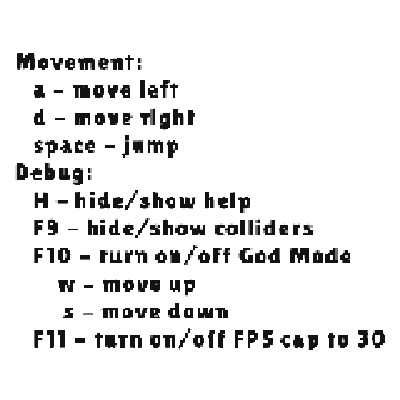 Movement:
a - move left
d - move right
space - jump
Debug:
H - hide/show help
F9 - hide/show colliders
F10 - turn on/off God Mode
w - move up
s - move down
F11 - turn on/off FPS cap to 30